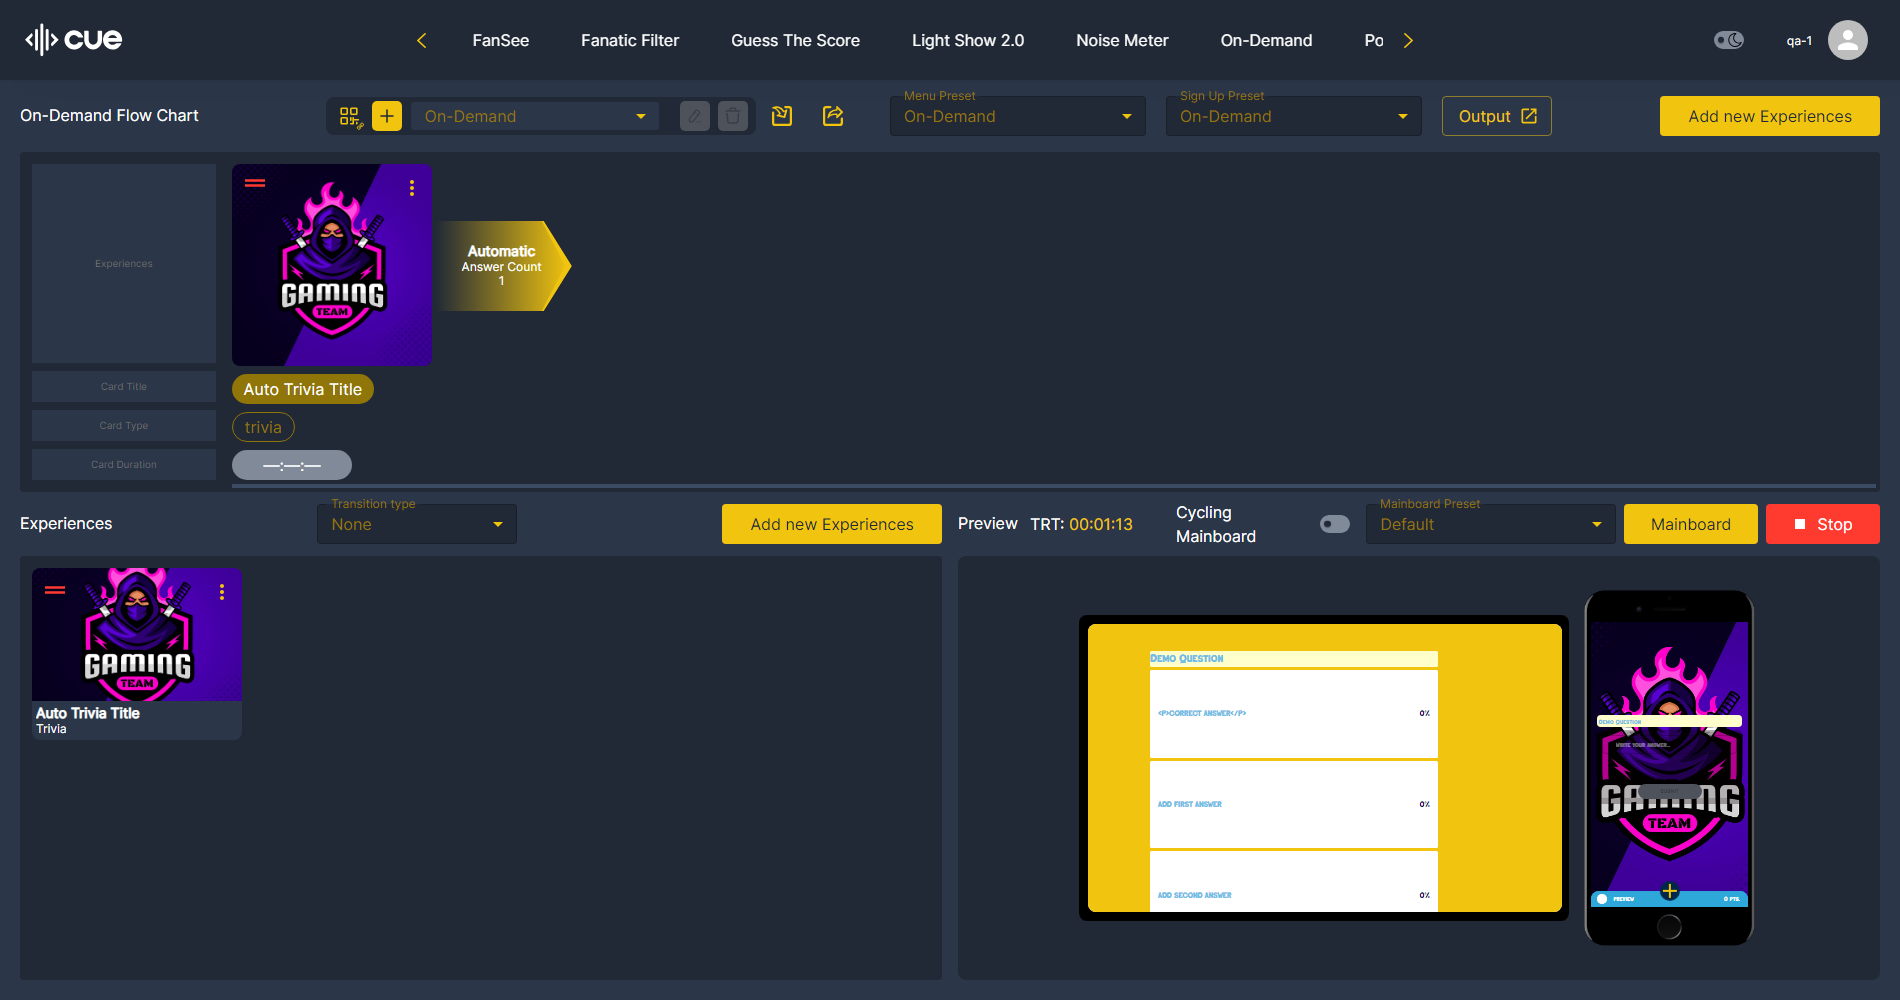 cue
FanSee
Fanatic Filter
Guess The Score
Light Show 2.0
Noise Meter
On-Demand
Po
qa-1
On-Demand Flow Chart
On-Demand
Menu Preset
On-Demand
Sign Up Preset
On-Demand
Output
Add new Experiences
Experiences
GAMING
TEAM
Automatic
Answer Count
1
Card Title
Auto Trivia Title
Card Type
trivia
Card Duration
—:—:—
Experiences
Transition type
None
Add new Experiences
Preview
TRT: 00:01:13
Cycling
Mainboard
Mainboard Preset
Default
Mainboard
Stop
GAMING
TEAM
Auto Trivia Title
Trivia
Demo Question
<P>CORRECT ANSWER</P>
0%
ADD FIRST ANSWER
0%
ADD SECOND ANSWER
0%
Demo Question
WRITE YOUR ANSWER...
GAMING
TEAM
PREVIEW
0 PTS.